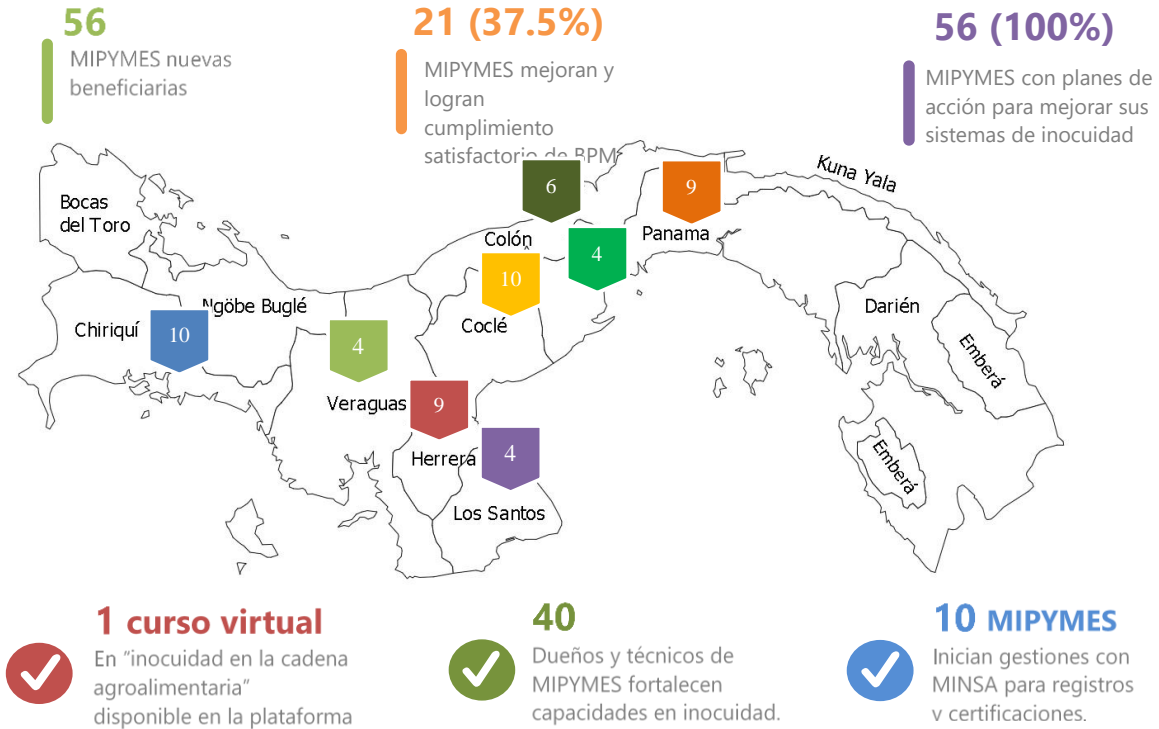 56
MIPYMES nuevas
beneficiarias
21 (37.5%)
MIPYMES mejoran y
logran
cumplimiento
satisfactorio de BPM
56 (100%)
MIPYMES con planes de
acción para mejorar sus
sistemas de inocuidad
Kuna Yala
Bocas
del Toro
6
9
Colón
Panama
4
10
Ngöbe Buglé
Chiriquí
10
Coclé
Darién
4
Emberá
Veraguas
9
Herrera
4
Emberá
Los Santos
1 curso virtual
En "inocuidad en la cadena
agroalimentaria"
disponible en la plataforma
40
Dueños y técnicos de
MIPYMES fortalecen
capacidades en inocuidad.
10 MIPYMES
Inician gestiones con
MINSA para registros
y certificaciones.